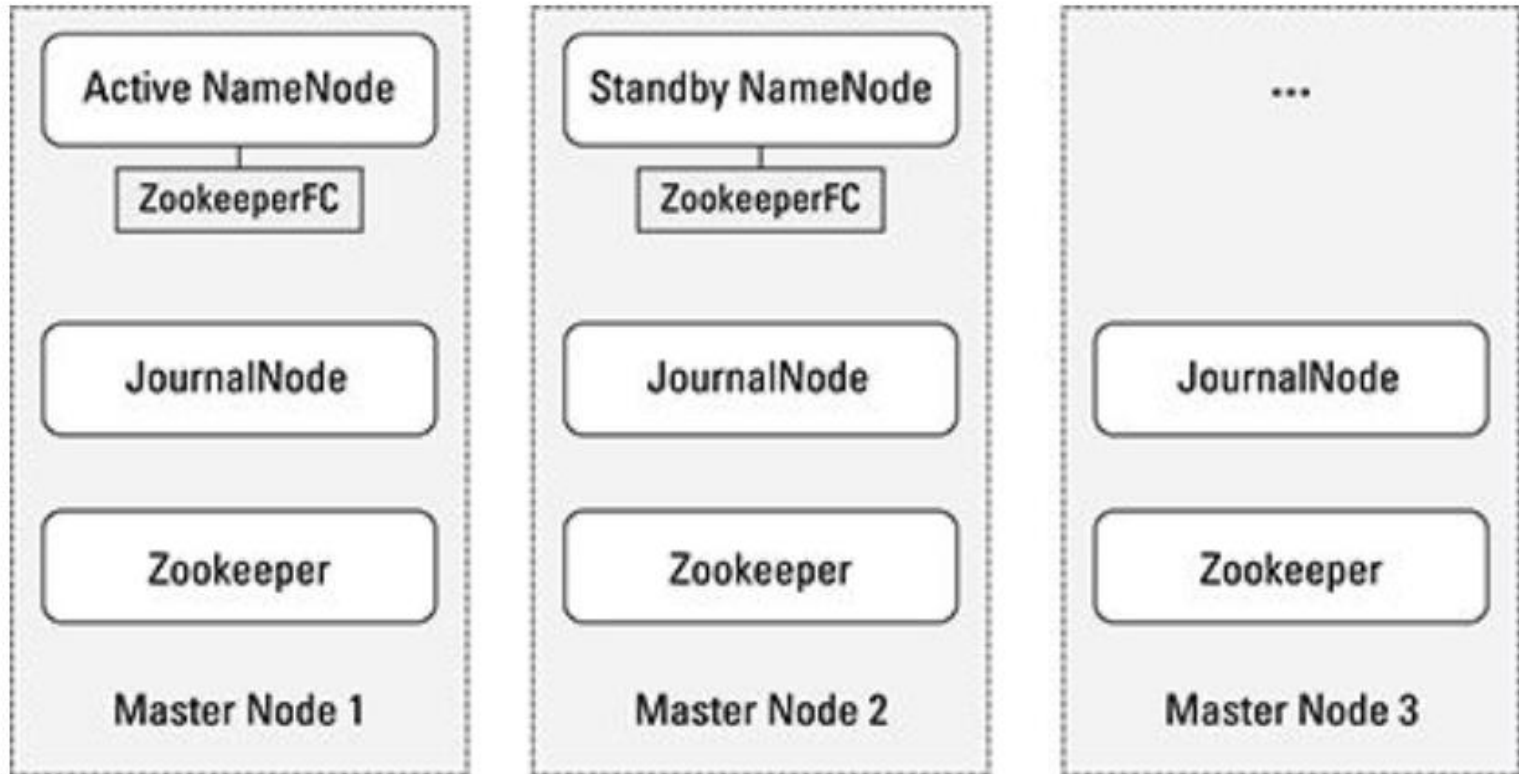 Active NameNode
ZookeeperFC
JournalNode
Zookeeper
Master Node 1
Standby NameNode
ZookeeperFC
JournalNode
Zookeeper
Master Node 2
...
JournalNode
Zookeeper
Master Node 3